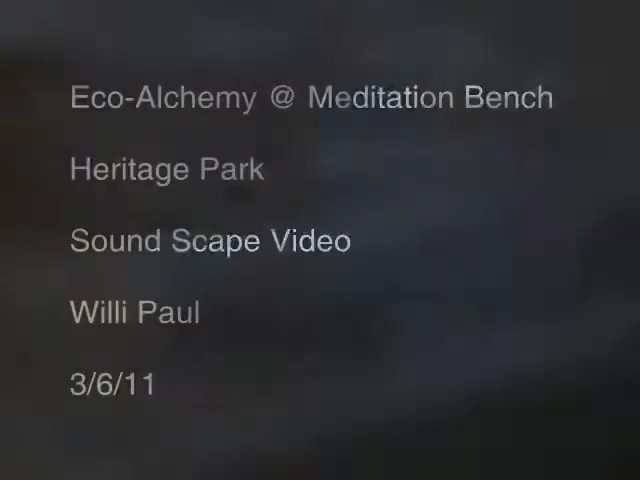 Eco-Alchemy @ Meditation Bench
Heritage Park
Sound Scape Video
Willi Paul
3/6/11